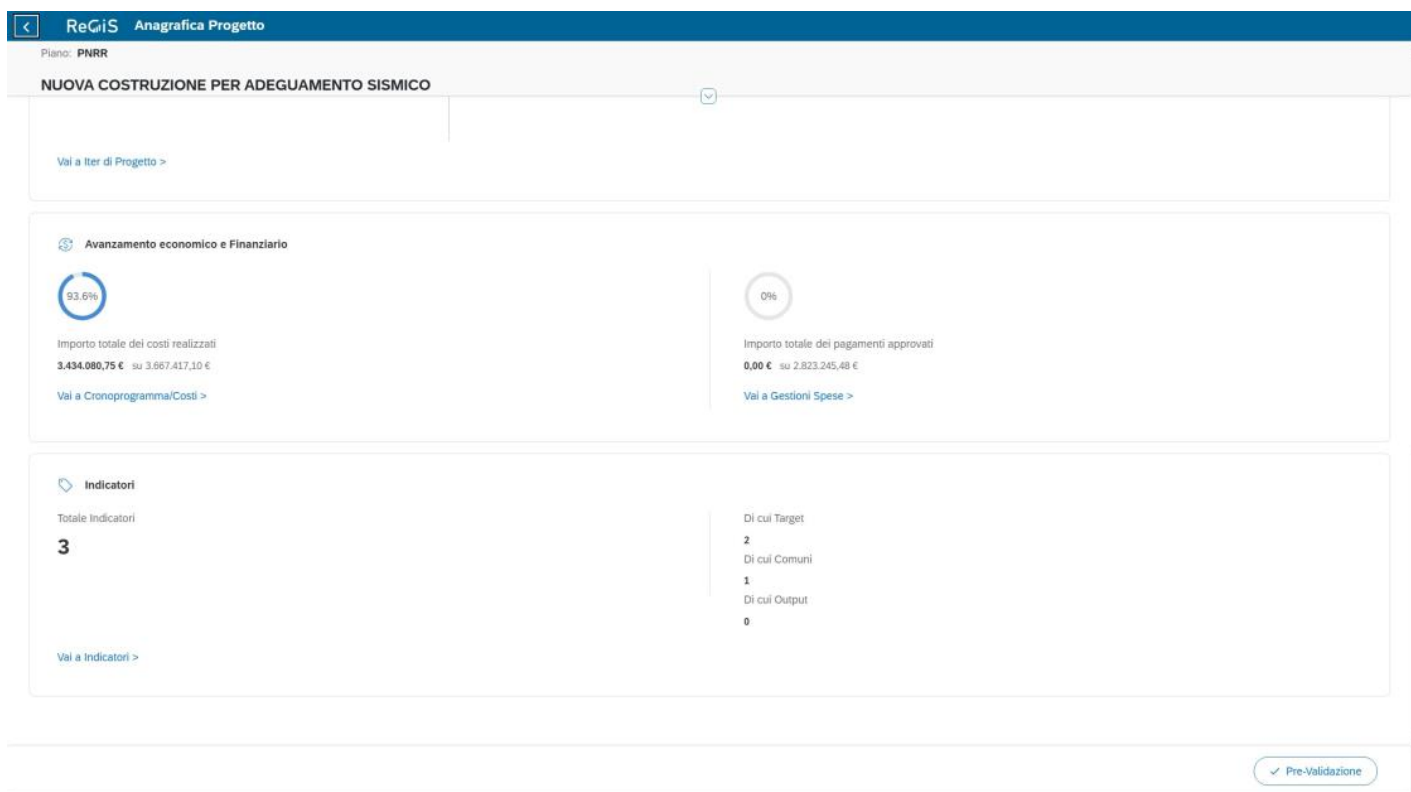 ReGiS Anagrafica Progetto
Piano: PNRR
NUOVA COSTRUZIONE PER ADEGUAMENTO SISMICO
Vai a Iter di Progetto >
Avanzamento economico e Finanziario
93.6%
Importo totale dei costi realizzati
3.434.080,75 € su 3.667.417,10 €
Vai a Cronoprogramma/Costi >
0%
Importo totale dei pagamenti approvati
0,00 € su 2.823.245,48 €
Vai a Gestioni Spese >
Indicatori
Totale Indicatori
3
Di cui Target
2
Di cui Comuni
1
Di cui Output
0
Vai a Indicatori >
Pre-Validazione